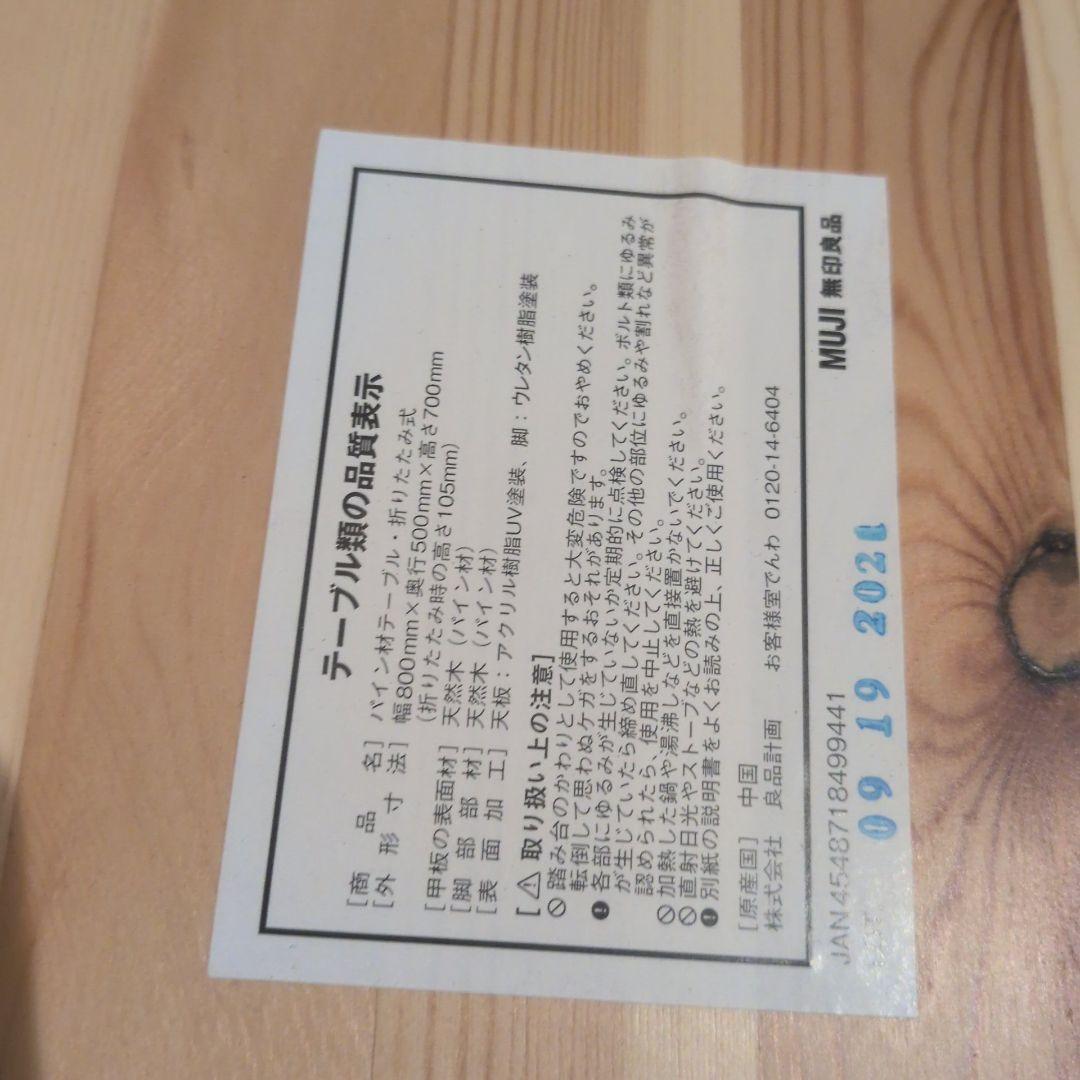 テーブル類の品質表示
[商品名] パイン材テーブル・折りたたみ式
[外形寸法] 幅800mm×奥行500mm×高さ700mm
(折りたたみ時の高さ105mm)
[甲板の表面材] 天然木(パイン材)
[脚部部材] 天然木(パイン材)
[表面加工] 天板:アクリル樹脂UV塗装、脚:ウレタン樹脂塗装
[⚠ 取り扱い上の注意]
踏み台のかわりとして使用すると大変危険ですのでおやめください。
転倒して思わぬケガをするおそれがあります。
各部にゆるみが生じていないか定期的に点検してください。ボルト類にゆるみ
が生じていたら締め直してください。その他の部位にゆるみや割れなど異常が
認められたら、使用を中止してください。
加熱した鍋や湯沸しなどを直接置かないでください。
直射日光やストーブなどの熱を避けてください。
別紙の説明書をよくお読みの上、正しくご使用ください。
[原産国] 中国
株式会社 良品計画 お客様室でんわ 0120-14-6404
JAN4548718499441
MUJI 無印良品
09 19 2021